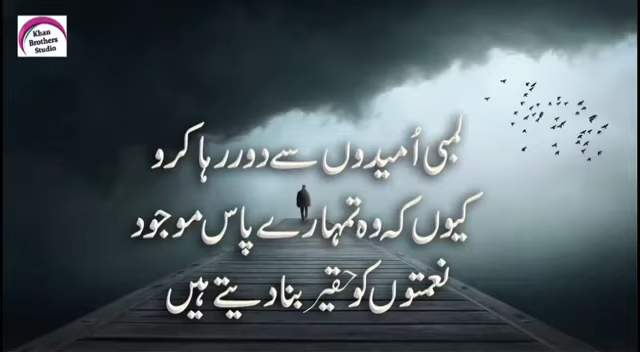 Khan
Brothers
Studio
لمبی اُمیدوں سے دور رہا کرو
کیوں کہ وہ تمہارے پاس موجود
نعمتوں کو حقیر بنا دیتے ہیں